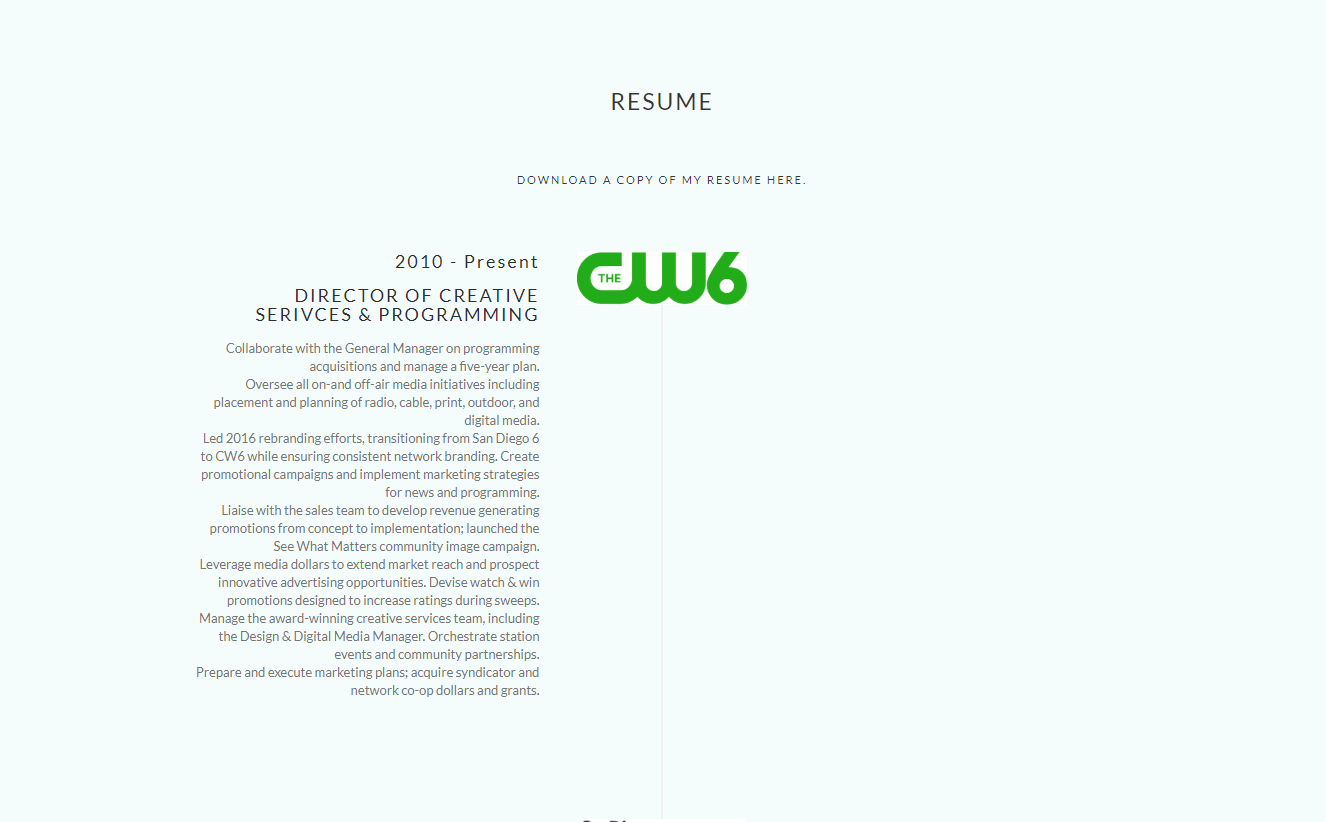 RESUME
DOWNLOAD A COPY OF MY RESUME HERE.
2010 - Present
THE CW6
DIRECTOR OF CREATIVE
SERIVCES & PROGRAMMING
Collaborate with the General Manager on programming
acquisitions and manage a five-year plan.
Oversee all on-and off-air media initiatives including
placement and planning of radio, cable, print, outdoor, and
digital media.
Led 2016 rebranding efforts, transitioning from San Diego 6
to CW6 while ensuring consistent network branding. Create
promotional campaigns and implement marketing strategies
for news and programming.
Liaise with the sales team to develop revenue generating
promotions from concept to implementation; launched the
See What Matters community image campaign.
Leverage media dollars to extend market reach and prospect
innovative advertising opportunities. Devise watch & win
promotions designed to increase ratings during sweeps.
Manage the award-winning creative services team, including
the Design & Digital Media Manager. Orchestrate station
events and community partnerships.
Prepare and execute marketing plans; acquire syndicator and
network co-op dollars and grants.